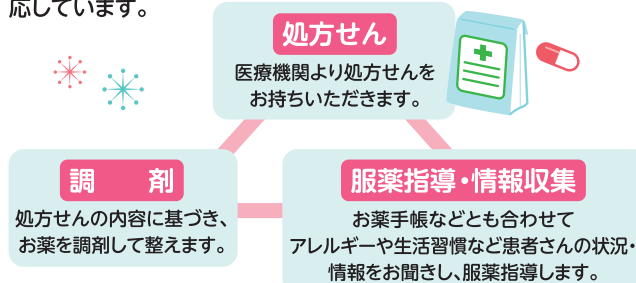 応しています。
処方せん
医療機関より処方せんを
お持ちいただきます。
調　　剤
処方せんの内容に基づき、
お薬を調剤して整えます。
服薬指導・情報収集
お薬手帳などとも合わせて
アレルギーや生活習慣など患者さんの状況・
情報をお聞きし、服薬指導します。